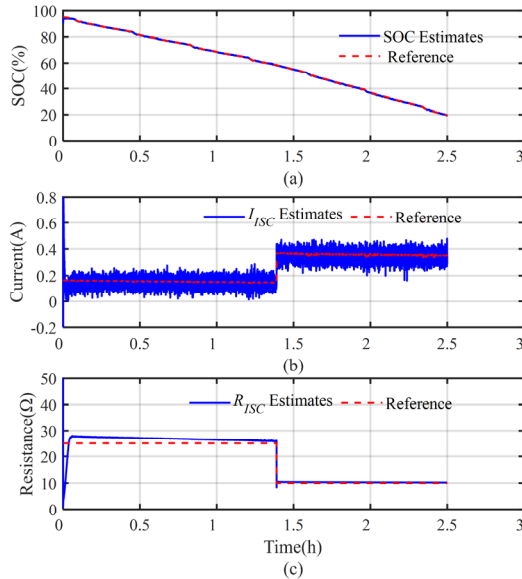 100
80
60
40
20
0
SOC(%)
SOC Estimates
Reference
0 0.5 1 1.5 2 2.5 3
(a)
0.8
0.6
0.4
0.2
0
-0.2
Current(A)
I_ISC Estimates Reference
0 0.5 1 1.5 2 2.5 3
(b)
50
40
30
20
10
0
Resistance(Ω)
R_ISC Estimates Reference
0 0.5 1 1.5 2 2.5 3
Time(h)
(c)